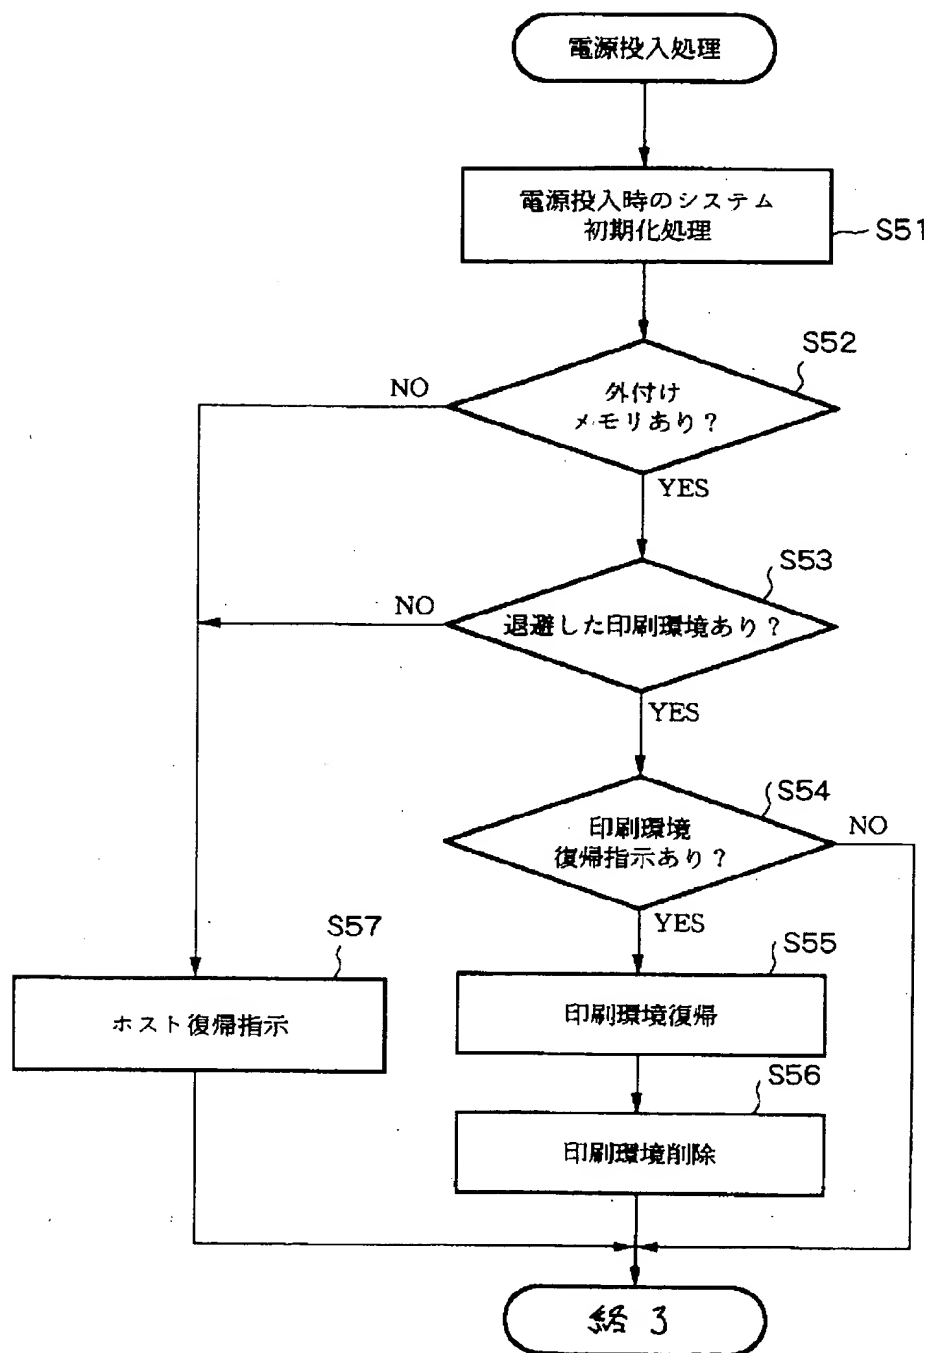 電源投入処理
電源投入時のシステム
初期化処理
S51
S52
外付け
メモリあり？
NO
YES
S53
退避した印刷環境あり？
NO
YES
S54
印刷環境
復帰指示あり？
NO
YES
S57
ホスト復帰指示
S55
印刷環境復帰
S56
印刷環境削除
終了